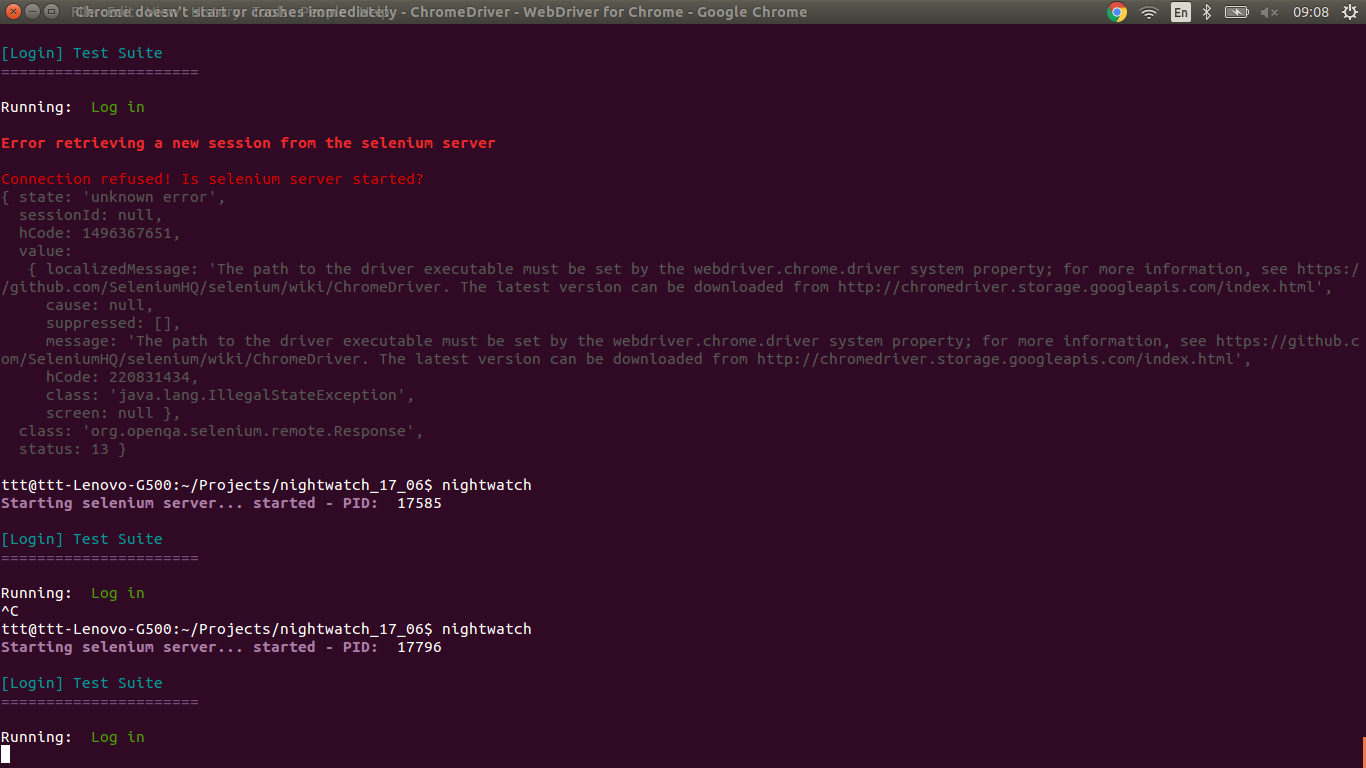 Chrome doesn't start or crashes immediately - ChromeDriver - WebDriver for Chrome - Google Chrome
En
09:08
[Login] Test Suite
======================
Running:  Log in
Error retrieving a new session from the selenium server
Connection refused! Is selenium server started?
{ state: 'unknown error',
  sessionId: null,
  hCode: 1496367651,
  value:
   { localizedMessage: 'The path to the driver executable must be set by the webdriver.chrome.driver system property; for more information, see https:/
/github.com/SeleniumHQ/selenium/wiki/ChromeDriver. The latest version can be downloaded from http://chromedriver.storage.googleapis.com/index.html',
     cause: null,
     suppressed: [],
     message: 'The path to the driver executable must be set by the webdriver.chrome.driver system property; for more information, see https://github.c
om/SeleniumHQ/selenium/wiki/ChromeDriver. The latest version can be downloaded from http://chromedriver.storage.googleapis.com/index.html',
     hCode: 220831434,
     class: 'java.lang.IllegalStateException',
     screen: null },
  class: 'org.openqa.selenium.remote.Response',
  status: 13 }
ttt@ttt-Lenovo-G500:~/Projects/nightwatch_17_06$ nightwatch
Starting selenium server... started - PID:  17585
[Login] Test Suite
======================
Running:  Log in
^C
ttt@ttt-Lenovo-G500:~/Projects/nightwatch_17_06$ nightwatch
Starting selenium server... started - PID:  17796
[Login] Test Suite
======================
Running:  Log in